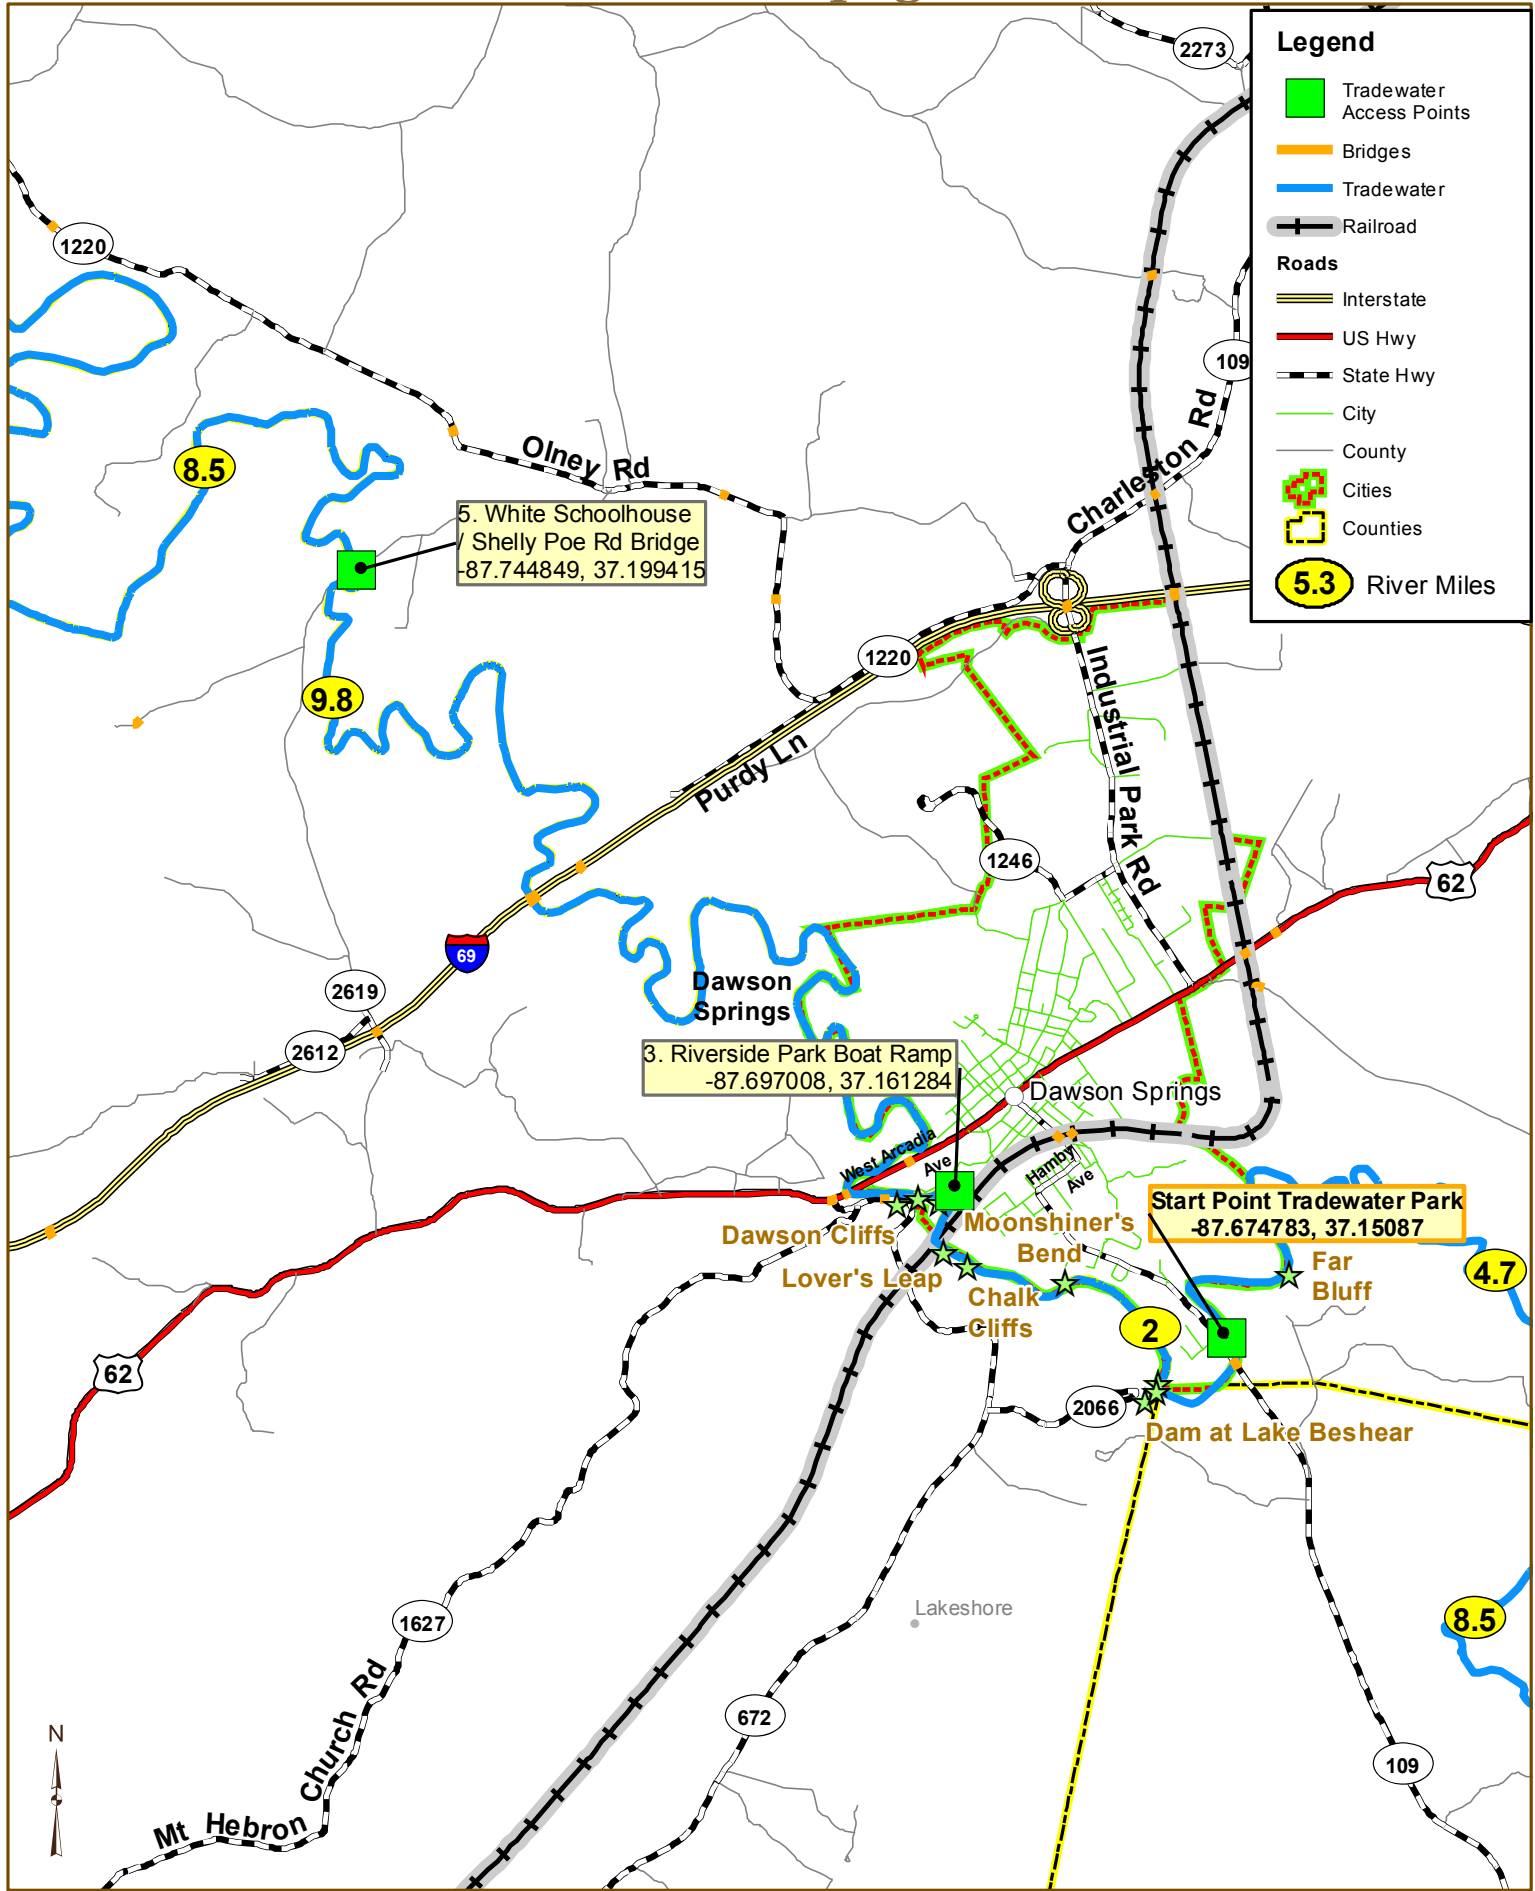 2273
Legend
Tradewater
Access Points
Bridges
Tradewater
Railroad
Roads
Interstate
US Hwy
State Hwy
City
County
Cities
Counties
5.3 River Miles
1220
109
Charleston Rd
Olney Rd
8.5
5. White Schoolhouse
/ Shelly Poe Rd Bridge
-87.744849, 37.199415
1220
9.8
Industrial Park Rd
Purdy Ln
1246
62
69
2619
Dawson
Springs
2612
3. Riverside Park Boat Ramp
-87.697008, 37.161284
Dawson Springs
West Arcadia
Ave
Hamby
Ave
Start Point Tradewater Park
-87.674783, 37.15087
Dawson Cliffs
Moonshiner's
Bend
Lover's Leap
Far
Bluff
4.7
Chalk
Cliffs
2
62
2066
Dam at Lake Beshear
Lakeshore
1627
8.5
Church Rd
672
N
109
Mt Hebron